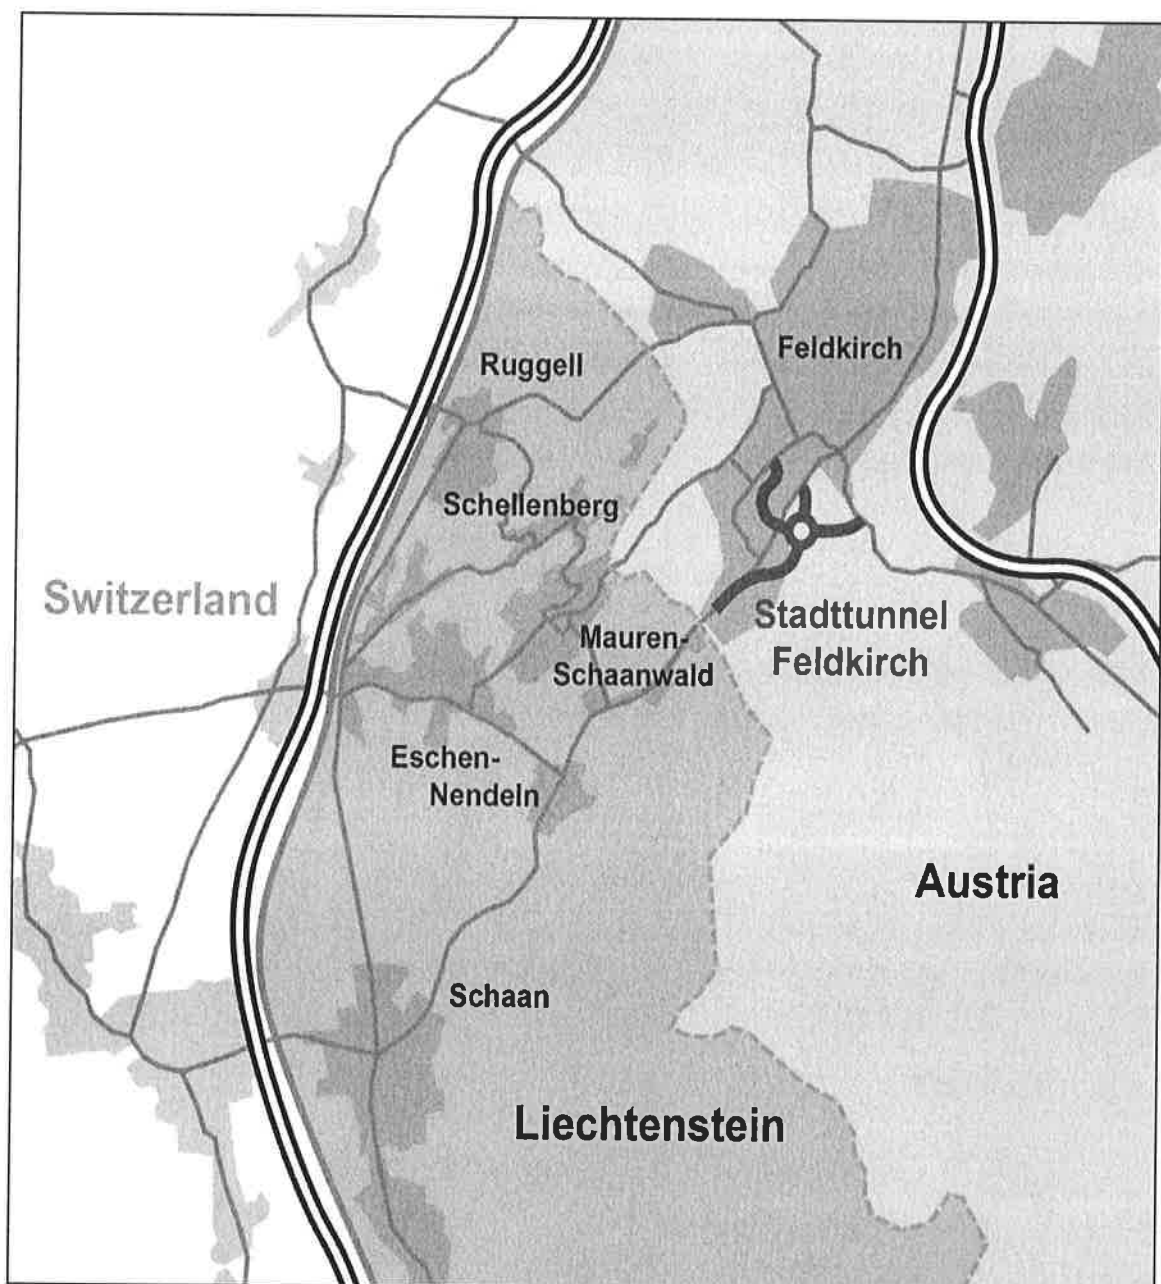 Feldkirch
Ruggell
Schellenberg
Switzerland
Stadttunnel
Feldkirch
Mauren-
Schaanwald
Eschen-
Nendeln
Austria
Schaan
Liechtenstein